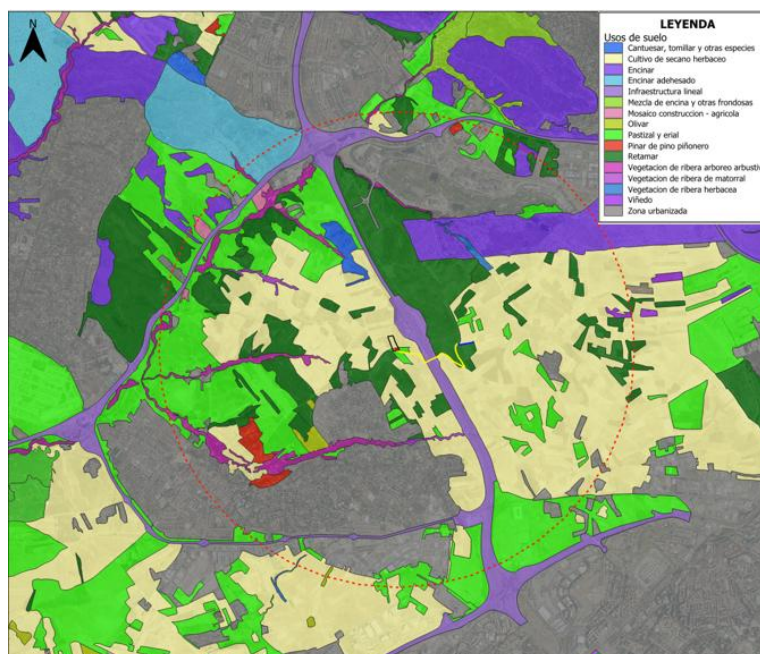 N
LEYENDA
Usos de suelo
Cantuesar, tomillar y otras especies
Cultivo de secano herbaceo
Encinar
Encinar adehesado
Infraestructura lineal
Mezcla de encina y otras frondosas
Mosaico construccion - agricola
Olivar
Pastizal y erial
Pinar de pino piñonero
Retamar
Vegetacion de ribera arboreo arbustiv
Vegetacion de ribera de matorral
Vegetacion de ribera herbacea
Viñedo
Zona urbanizada